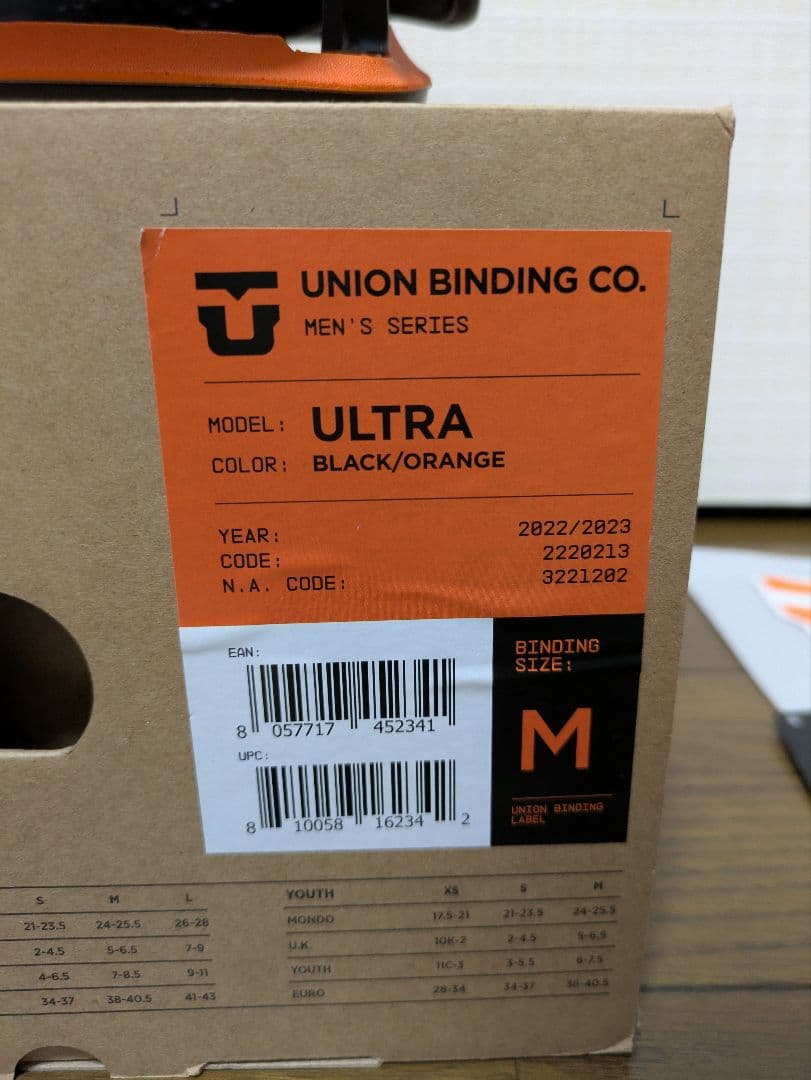 UNION BINDING CO.
MEN'S SERIES
MODEL: ULTRA
COLOR: BLACK/ORANGE
YEAR: 2022/2023
CODE: 2220213
N.A. CODE: 3221202
EAN:
8 057717 452341
UPC:
8 10058 16234 2
BINDING
SIZE:
M
UNION BINDING
LABEL
S M L
21-23.5 24-25.5 26-28
2-4.5 5-6.5 7-9
4-6.5 7-8.5 9-11
34-37 38-40.5 41-43
YOUTH XS S M
MONDO 17.5-21 21-23.5 24-25.5
U.K. 10K-2 2-4.5 5-6.5
YOUTH 11C-3 3-5.5 6-7.5
EURO 28-34 34-37 38-40.5